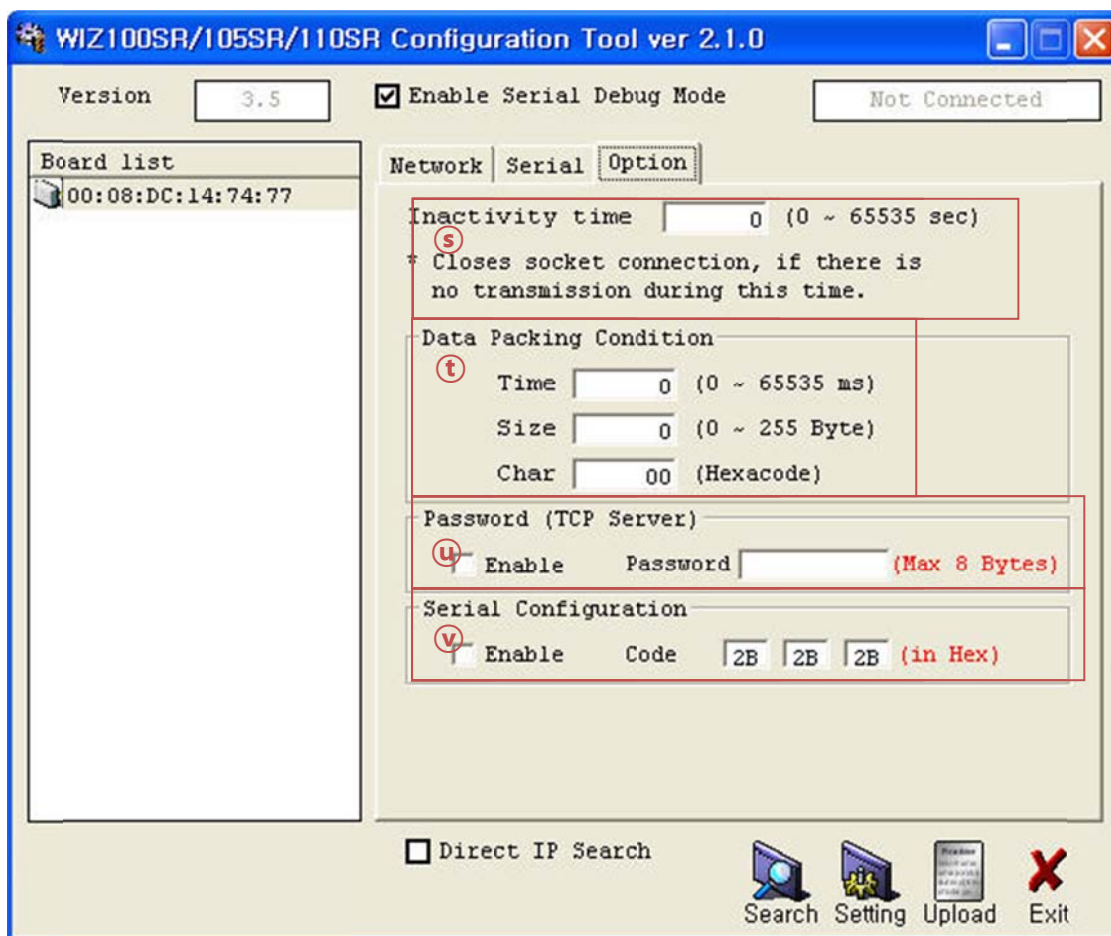 WIZ100SR/105SR/110SR Configuration Tool ver 2.1.0
Version 3.5 Enable Serial Debug Mode Not Connected
Board list
00:08:DC:14:74:77
Network Serial Option
Inactivity time 0 (0 ~ 65535 sec)
ⓢ
* Closes socket connection, if there is
no transmission during this time.
Data Packing Condition
ⓣ
Time 0 (0 ~ 65535 ms)
Size 0 (0 ~ 255 Byte)
Char 00 (Hexacode)
Password (TCP Server)
ⓤ Enable Password (Max 8 Bytes)
Serial Configuration
ⓥ Enable Code 2B 2B 2B (in Hex)
Direct IP Search
Search Setting Upload Exit